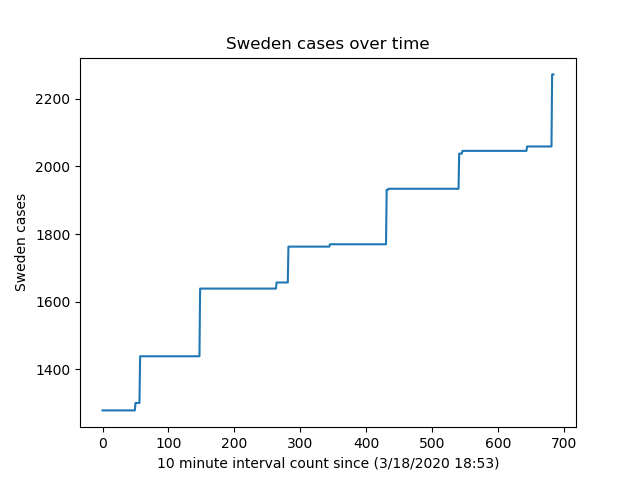 Sweden cases over time
Sweden cases
2200
2000
1800
1600
1400
0 100 200 300 400 500 600 700
10 minute interval count since (3/18/2020 18:53)